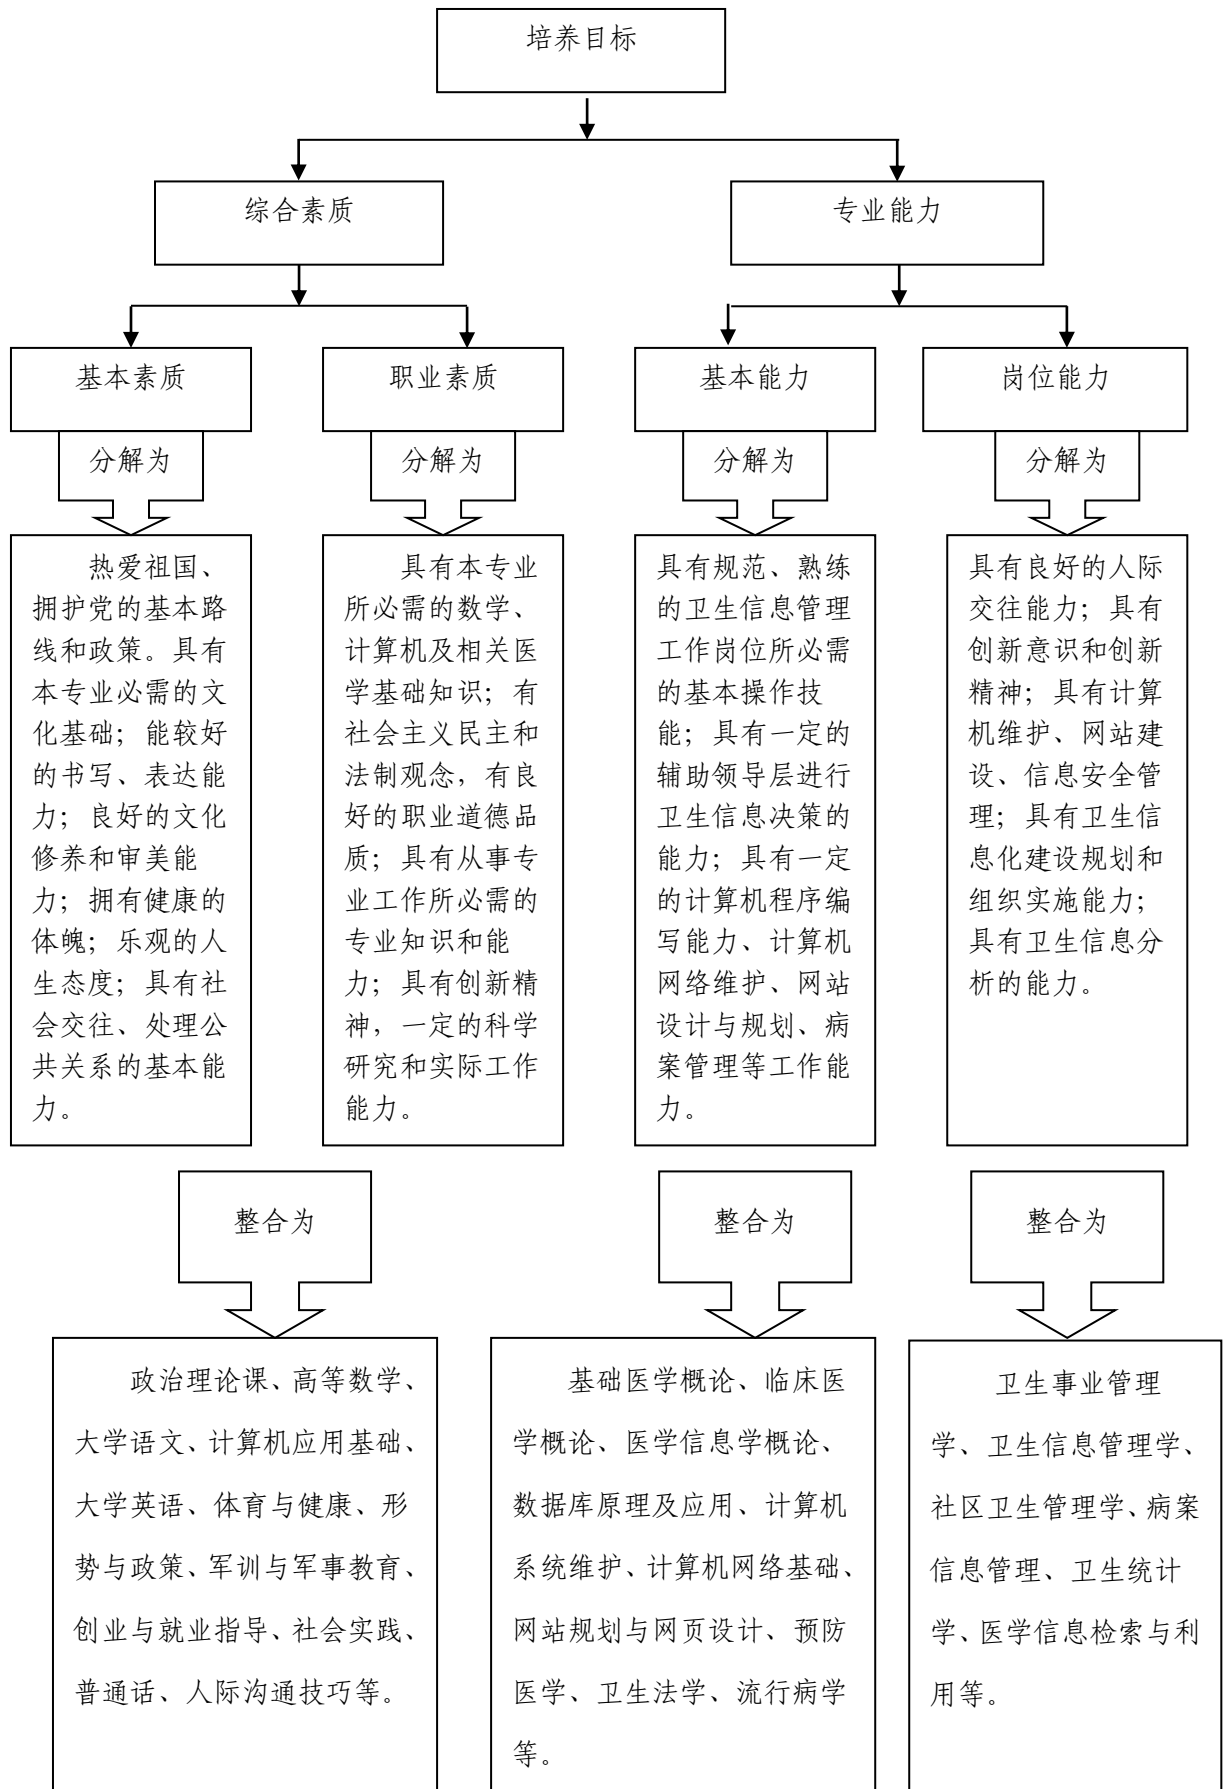 培养目标
综合素质
专业能力
基本素质
职业素质
基本能力
岗位能力
分解为
分解为
分解为
分解为
热爱祖国、
拥护党的基本路
线和政策。具有
本专业必需的文
化基础；能较好
的书写、表达能
力；良好的文化
修养和审美能
力；拥有健康的
体魄；乐观的人
生态度；具有社
会交往、处理公
共关系的基本能
力。
具有本专业
所必需的数学、
计算机及相关医
学基础知识；有
社会主义民主和
法制观念，有良
好的职业道德品
质；具有从事专
业工作所必需的
专业知识和能
力；具有创新精
神，一定的科学
研究和实际工作
能力。
具有规范、熟练
的卫生信息管理
工作岗位所必需
的基本操作技
能；具有一定的
辅助领导层进行
卫生信息决策的
能力；具有一定
的计算机程序编
写能力、计算机
网络维护、网站
设计与规划、病
案管理等工作能
力。
具有良好的人际
交往能力；具有
创新意识和创新
精神；具有计算
机维护、网站建
设、信息安全管
理；具有卫生信
息化建设规划和
组织实施能力；
具有卫生信息分
析的能力。
整合为
整合为
整合为
政治理论课、高等数学、
大学语文、计算机应用基础、
大学英语、体育与健康、形
势与政策、军训与军事教育、
创业与就业指导、社会实践、
普通话、人际沟通技巧等。
基础医学概论、临床医
学概论、医学信息学概论、
数据库原理及应用、计算机
系统维护、计算机网络基础、
网站规划与网页设计、预防
医学、卫生法学、流行病学
等。
卫生事业管理
学、卫生信息管理学、
社区卫生管理学、病案
信息管理、卫生统计
学、医学信息检索与利
用等。